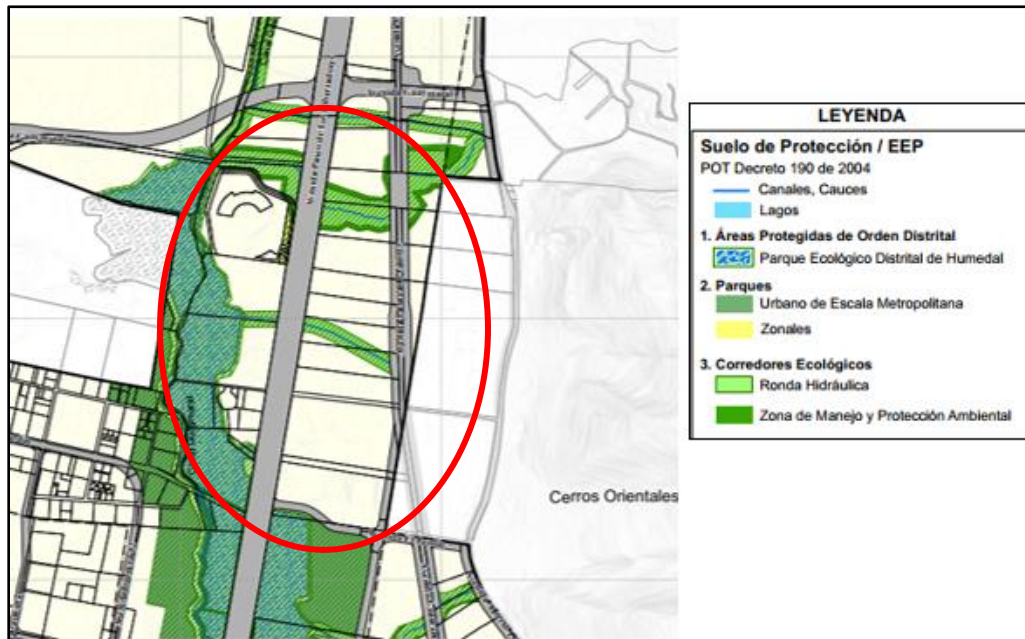 Cerros Orientales
LEYENDA
Suelo de Protección / EEP
POT Decreto 190 de 2004
Canales, Cauces
Lagos
1. Áreas Protegidas de Orden Distrital
Parque Ecológico Distrital de Humedal
2. Parques
Urbano de Escala Metropolitana
Zonales
3. Corredores Ecológicos
Ronda Hidráulica
Zona de Manejo y Protección Ambiental